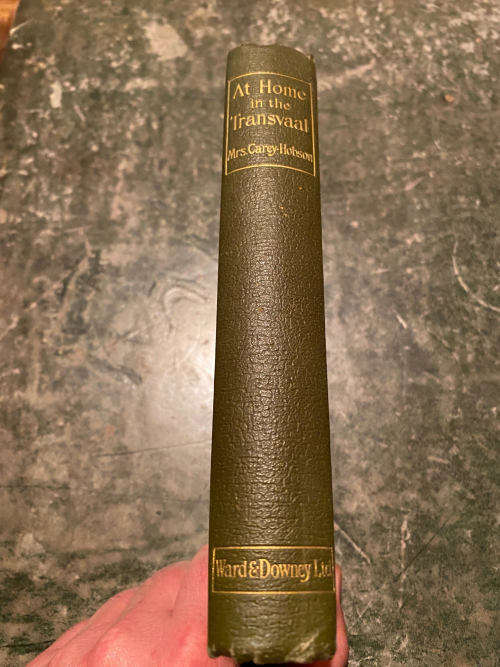 At Home
in the
Transvaal
Mrs. Carey-Hobson
Ward & Downey Ltd